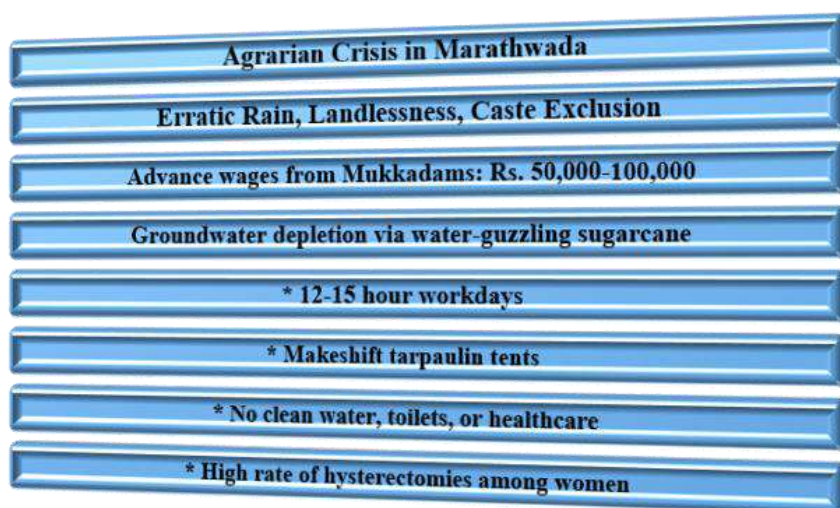 Agrarian Crisis in Marathwada
Erratic Rain, Landlessness, Caste Exclusion
Advance wages from Mukkadams: Rs. 50,000-100,000
Groundwater depletion via water-guzzling sugarcane
* 12-15 hour workdays
* Makeshift tarpaulin tents
* No clean water, toilets, or healthcare
* High rate of hysterectomies among women